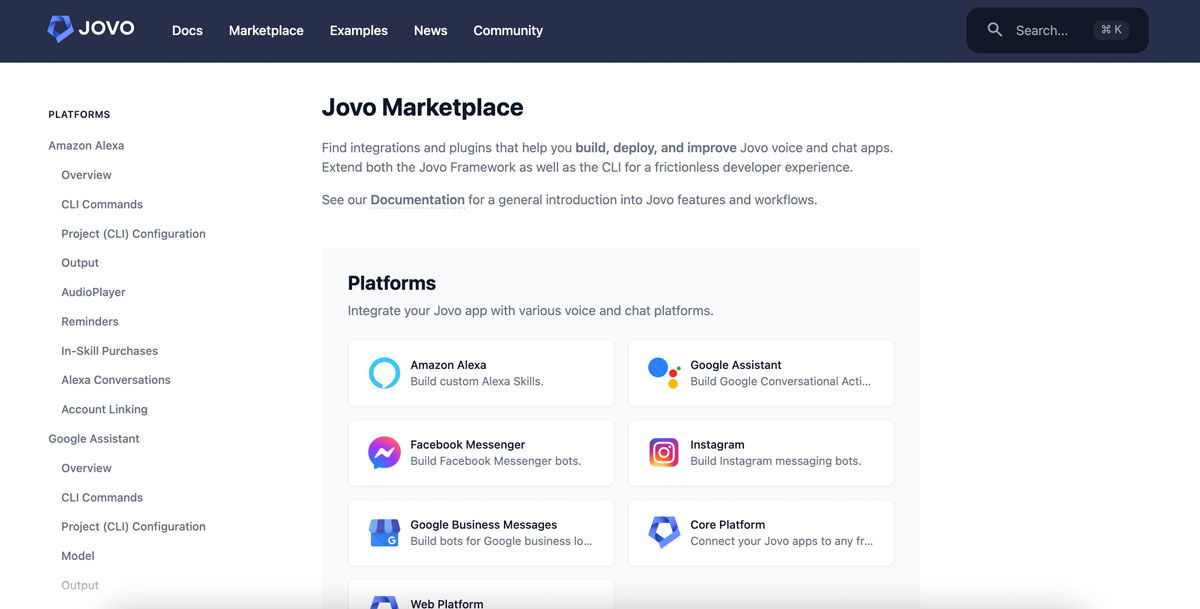 JOVO
Docs
Marketplace
Examples
News
Community
Search...
⌘ K
PLATFORMS
Amazon Alexa
Overview
CLI Commands
Project (CLI) Configuration
Output
AudioPlayer
Reminders
In-Skill Purchases
Alexa Conversations
Account Linking
Google Assistant
Overview
CLI Commands
Project (CLI) Configuration
Model
Output
Jovo Marketplace
Find integrations and plugins that help you build, deploy, and improve Jovo voice and chat apps.
Extend both the Jovo Framework as well as the CLI for a frictionless developer experience.
See our Documentation for a general introduction into Jovo features and workflows.
Platforms
Integrate your Jovo app with various voice and chat platforms.
Amazon Alexa
Build custom Alexa Skills.
Google Assistant
Build Google Conversational Acti...
Facebook Messenger
Build Facebook Messenger bots.
Instagram
Build Instagram messaging bots.
Google Business Messages
Build bots for Google business lo...
G
Core Platform
Connect your Jovo apps to any fr...
Web Platform